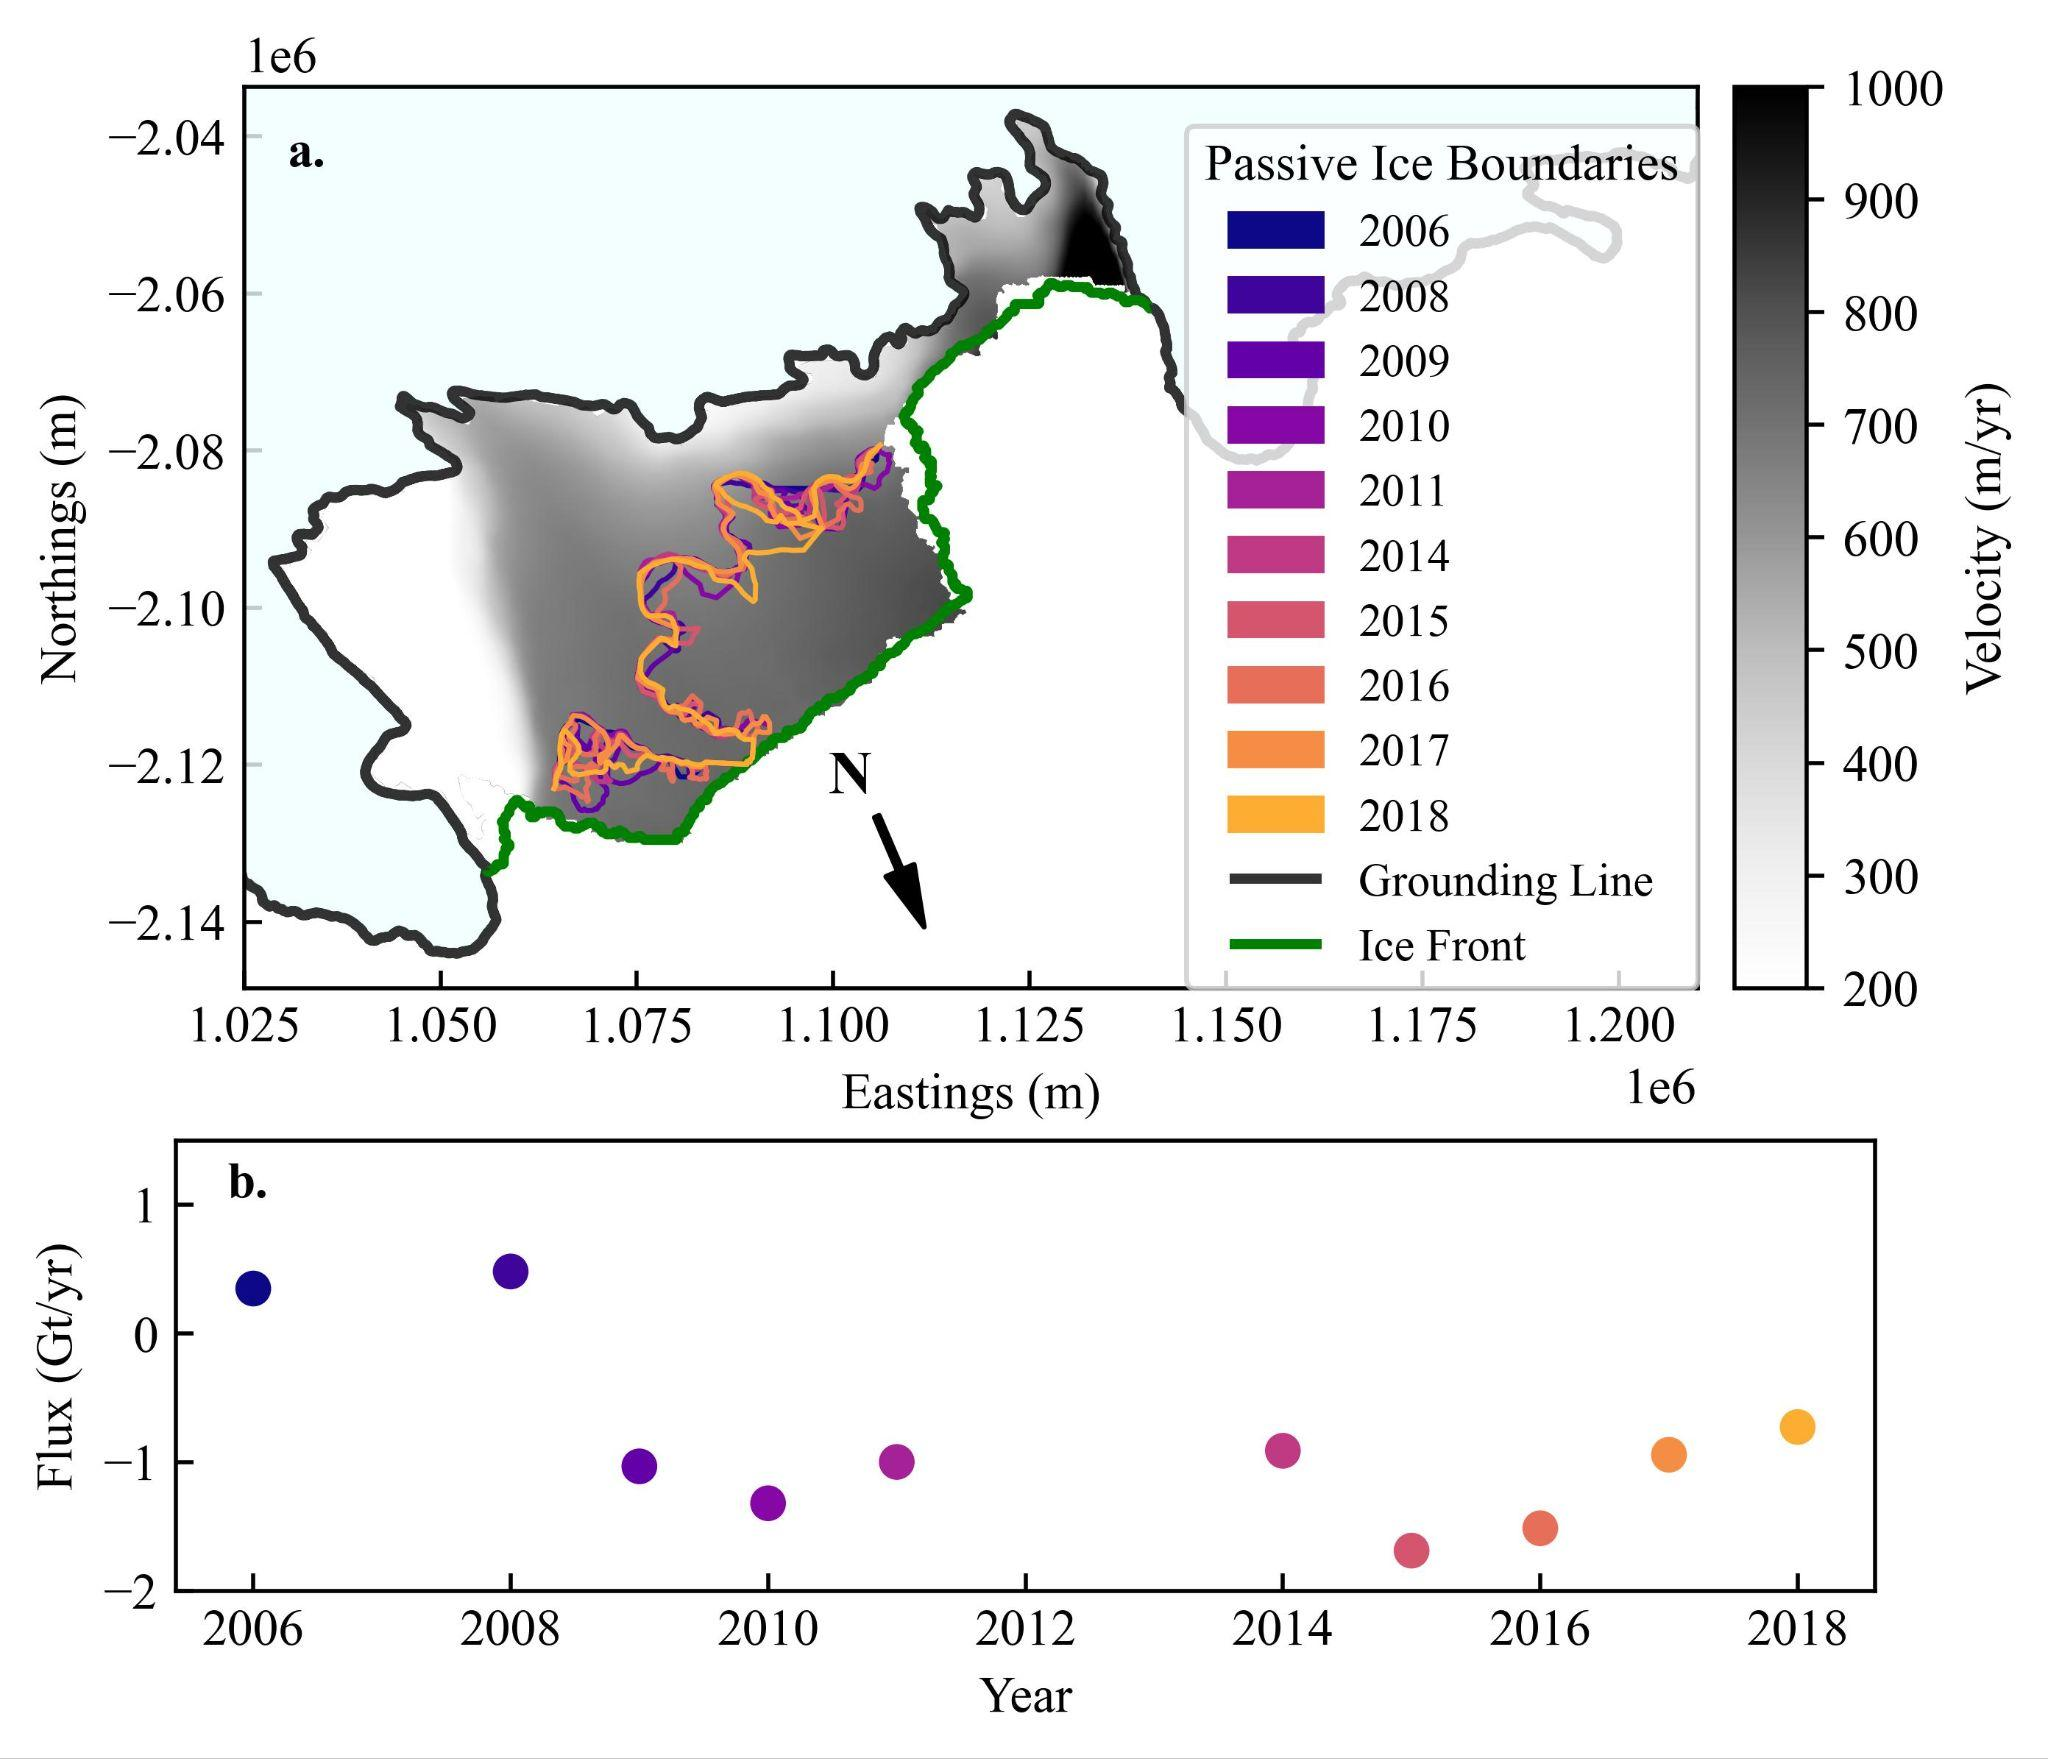 1e6
a.
−2.04
−2.06
−2.08
−2.10
−2.12
−2.14
Northings (m)
Passive Ice Boundaries
2006
2008
2009
2010
2011
2014
2015
2016
2017
2018
Grounding Line
Ice Front
N
1000
900
800
700
600
500
400
300
200
Velocity (m/yr)
1.025 1.050 1.075 1.100 1.125 1.150 1.175 1.200
Eastings (m)
1e6
b.
1
0
−1
−2
Flux (Gt/yr)
2006 2008 2010 2012 2014 2016 2018
Year